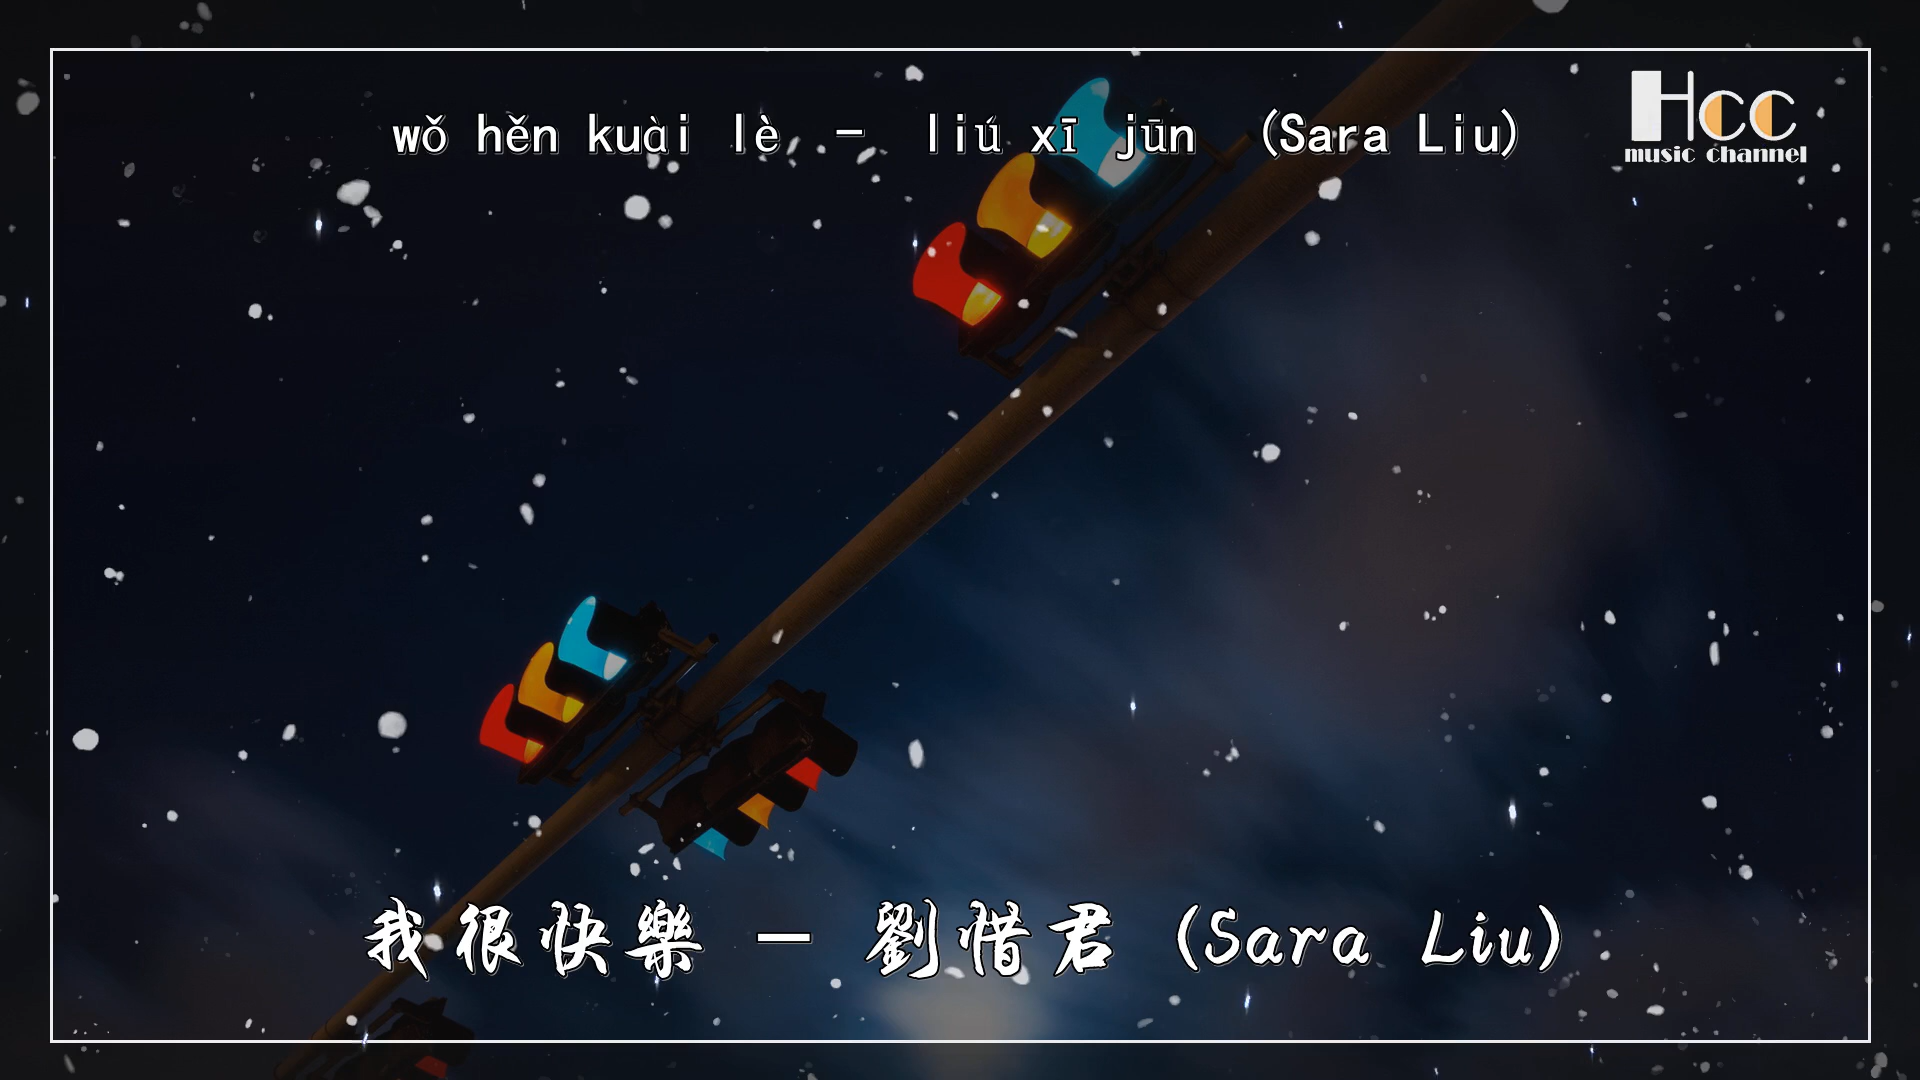 wǒ hěn kuài lè － liú xī jūn (Sara Liu)
Hcc
music channel
我很快樂 － 劉惜君 (Sara Liu)